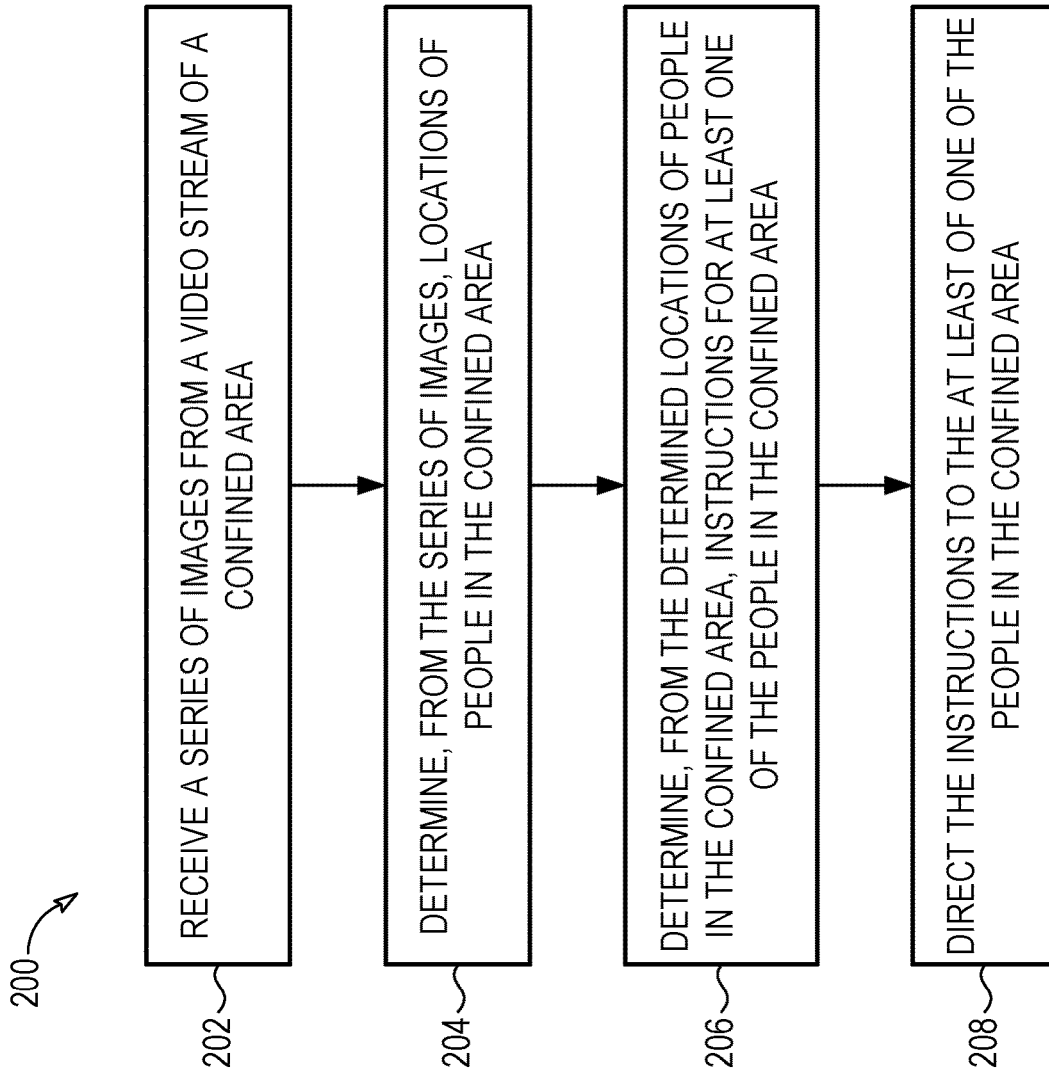 200
202
RECEIVE A SERIES OF IMAGES FROM A VIDEO STREAM OF A
CONFINED AREA
204
DETERMINE, FROM THE SERIES OF IMAGES, LOCATIONS OF
PEOPLE IN THE CONFINED AREA
206
DETERMINE, FROM THE DETERMINED LOCATIONS OF PEOPLE
IN THE CONFINED AREA, INSTRUCTIONS FOR AT LEAST ONE
OF THE PEOPLE IN THE CONFINED AREA
208
DIRECT THE INSTRUCTIONS TO THE AT LEAST OF ONE OF THE
PEOPLE IN THE CONFINED AREA